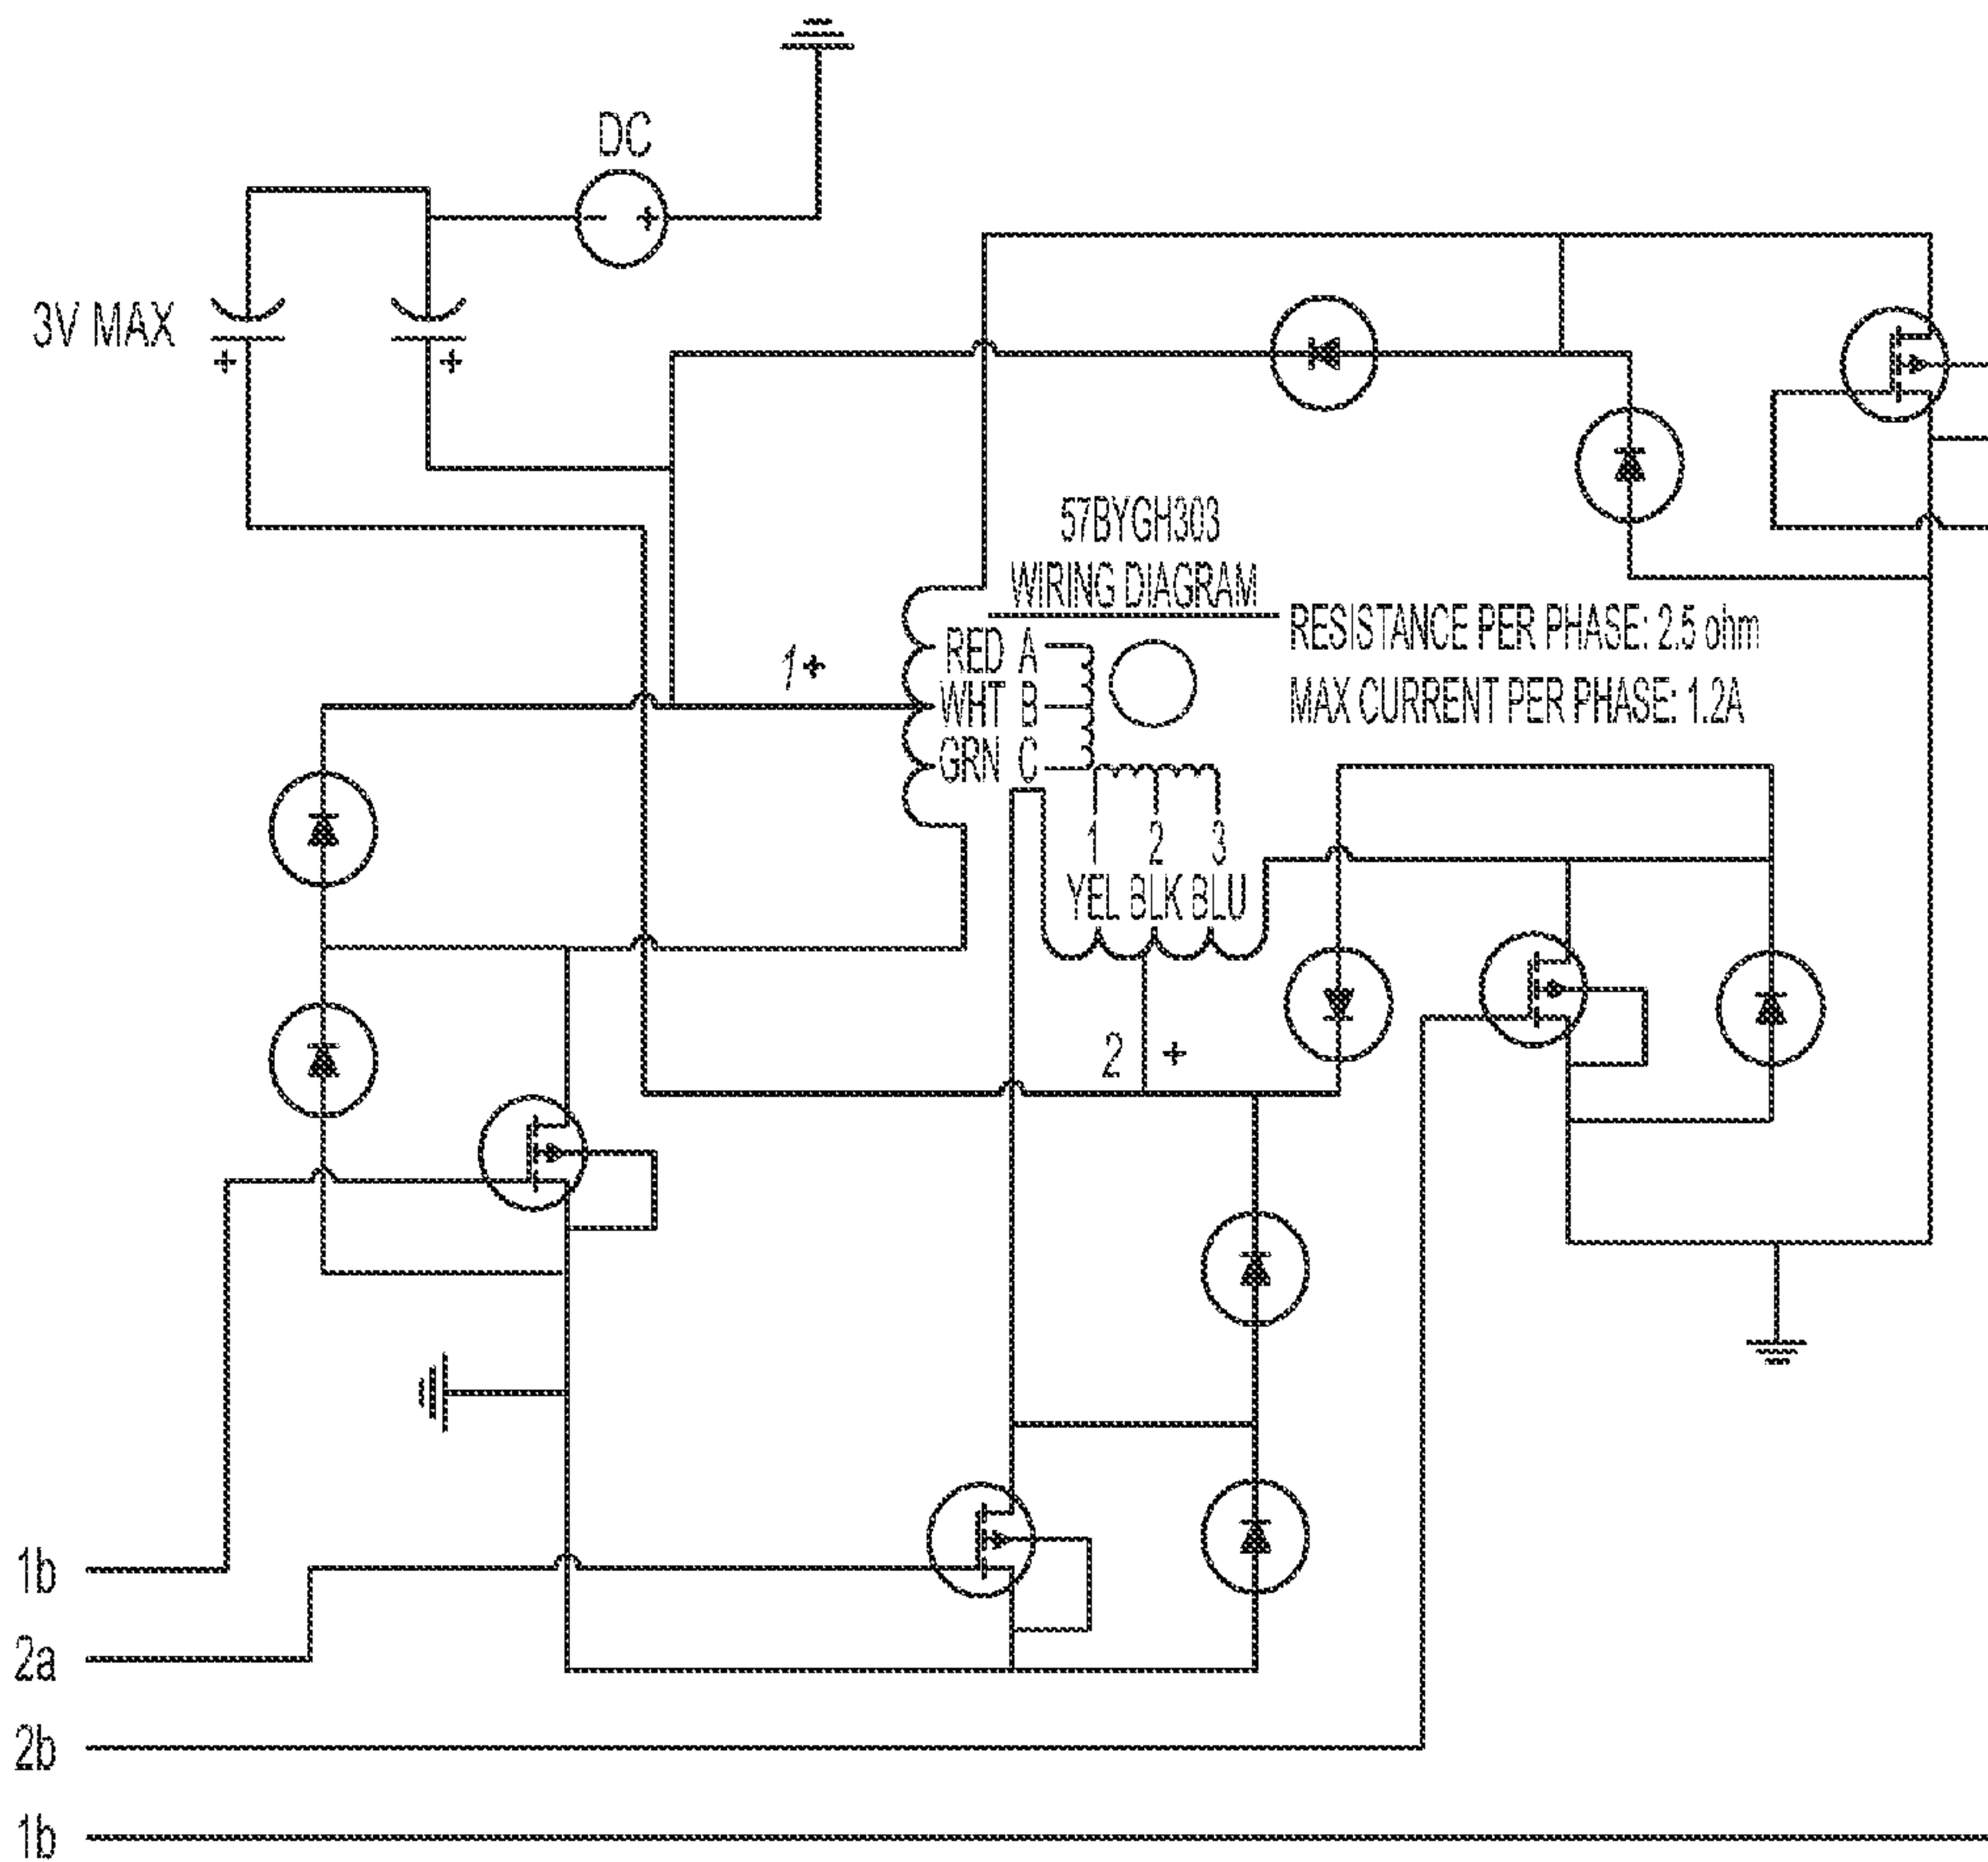 DC
3V MAX
+
+
- +
57BYGH303
WIRING DIAGRAM
RESISTANCE PER PHASE: 2.5 ohm
MAX CURRENT PER PHASE: 1.2A
1+
RED A
WHT B
GRN C
1 2 3
YEL BLK BLU
2 +
1b
2a
2b
1b